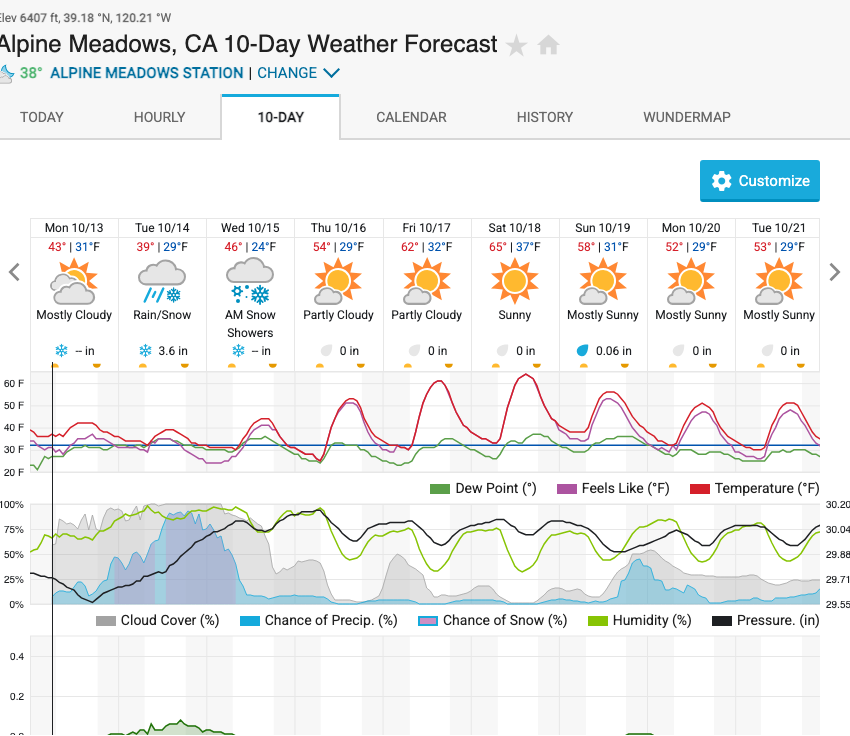 Elev 6407 ft, 39.18 °N, 120.21 °W
Alpine Meadows, CA 10-Day Weather Forecast
38° ALPINE MEADOWS STATION | CHANGE
TODAY HOURLY 10-DAY CALENDAR HISTORY WUNDERMAP
Customize
Mon 10/13 Tue 10/14 Wed 10/15 Thu 10/16 Fri 10/17 Sat 10/18 Sun 10/19 Mon 10/20 Tue 10/21
43° | 31°F 39° | 29°F 46° | 24°F 54° | 29°F 62° | 32°F 65° | 37°F 58° | 31°F 52° | 29°F 53° | 29°F
Mostly Cloudy Rain/Snow AM Snow Partly Cloudy Partly Cloudy Sunny Mostly Sunny Mostly Sunny Mostly Sunny
Showers
-- in 3.6 in -- in 0 in 0 in 0 in 0.06 in 0 in 0 in
60 F
50 F
40 F
30 F
20 F
Dew Point (°) Feels Like (°F) Temperature (°F)
100% 30.20
75% 30.04
50% 29.88
25% 29.71
0% 29.55
Cloud Cover (%) Chance of Precip. (%) Chance of Snow (%) Humidity (%) Pressure. (in)
0.4
0.2